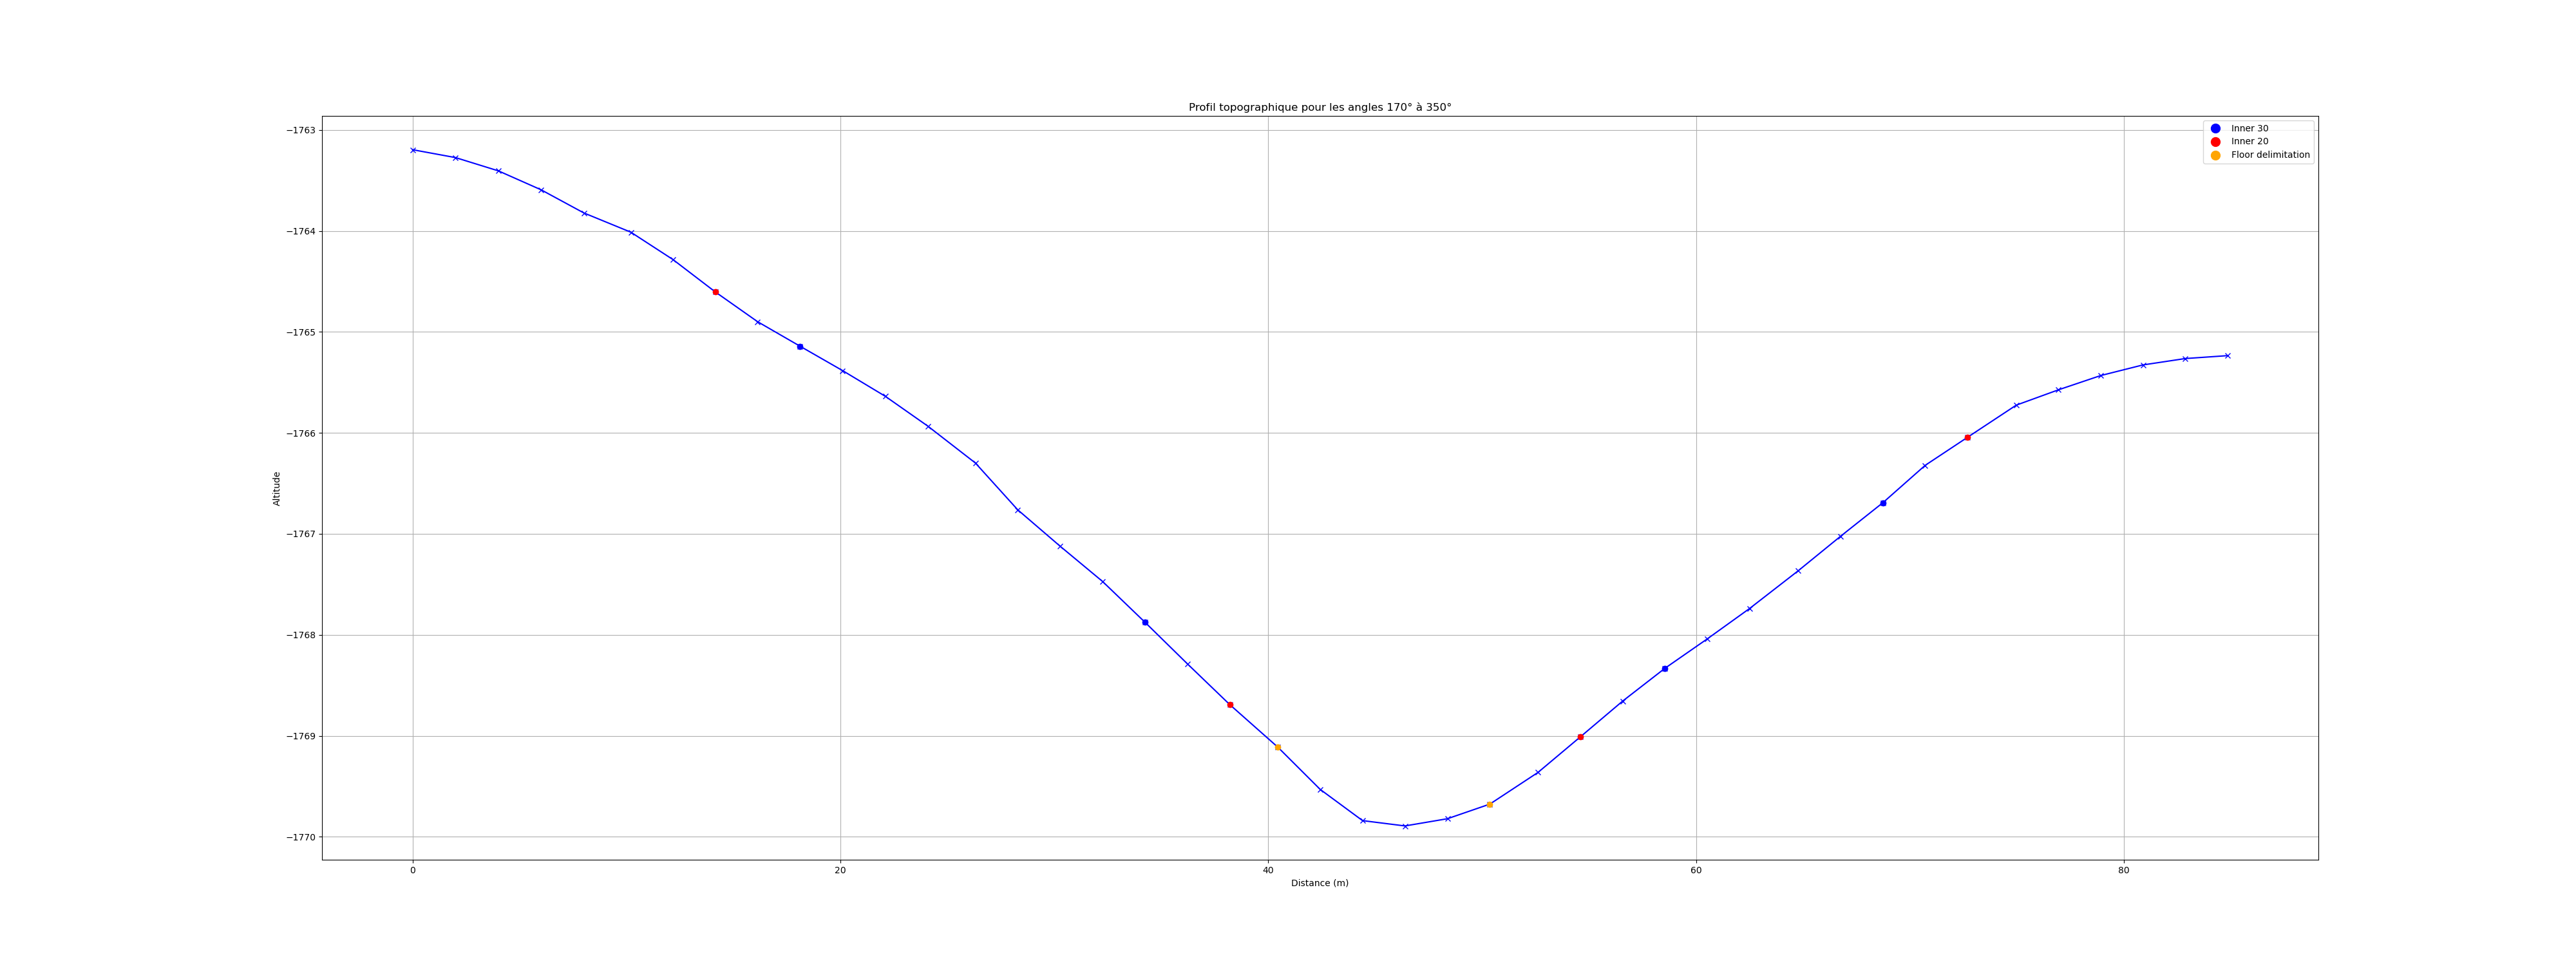 Profil topographique pour les angles 170° à 350°
Inner 30
Inner 20
Floor delimitation
Altitude
−1763
−1764
−1765
−1766
−1767
−1768
−1769
−1770
0 20 40 60 80
Distance (m)